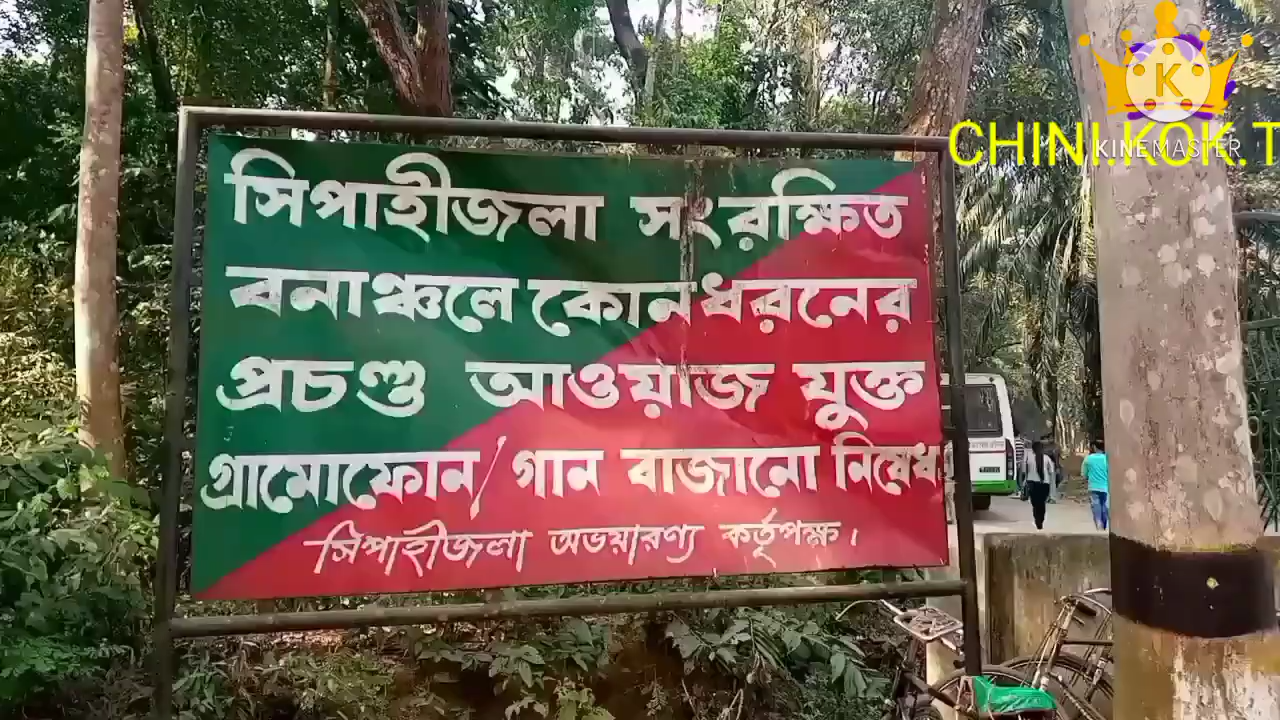 সিপাহীজলা সংরক্ষিত
বনাঞ্চলে কোনধরনের
প্রচণ্ড আওয়াজ যুক্ত
গ্রামোফোন/গান বাজানো নিষেধ।
সিপাহীজলা অভয়ারণ্য কর্তৃপক্ষ।
K
CHINI.KOK.T
KINEMASTER